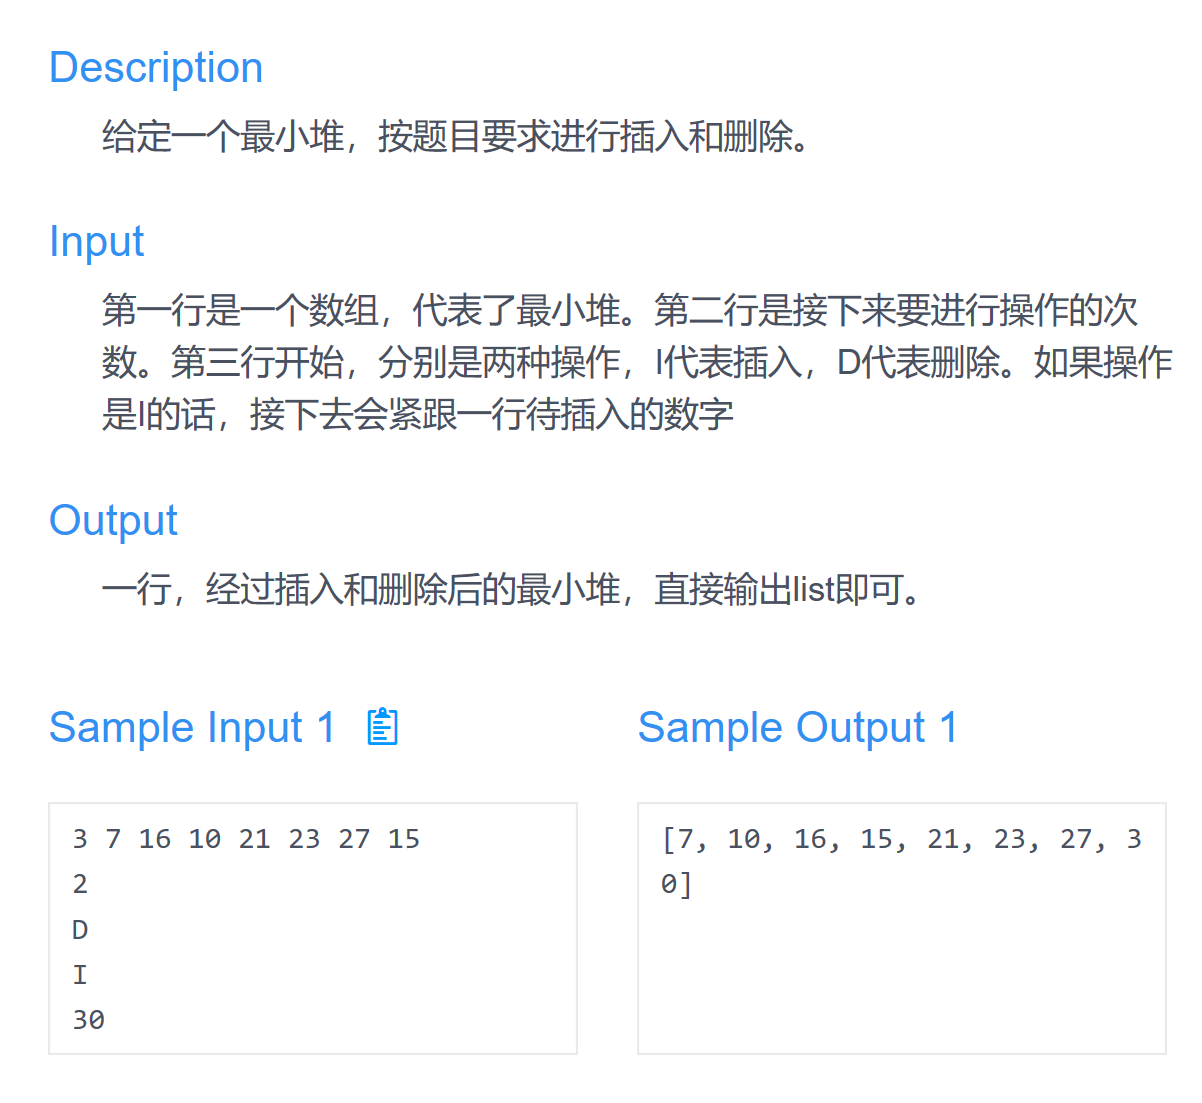 Description
给定一个最小堆，按题目要求进行插入和删除。
Input
第一行是一个数组，代表了最小堆。第二行是接下来要进行操作的次
数。第三行开始，分别是两种操作，I代表插入，D代表删除。如果操作
是I的话，接下去会紧跟一行待插入的数字
Output
一行，经过插入和删除后的最小堆，直接输出list即可。
Sample Input 1
3 7 16 10 21 23 27 15
2
D
I
30
Sample Output 1
[7, 10, 16, 15, 21, 23, 27, 3
0]